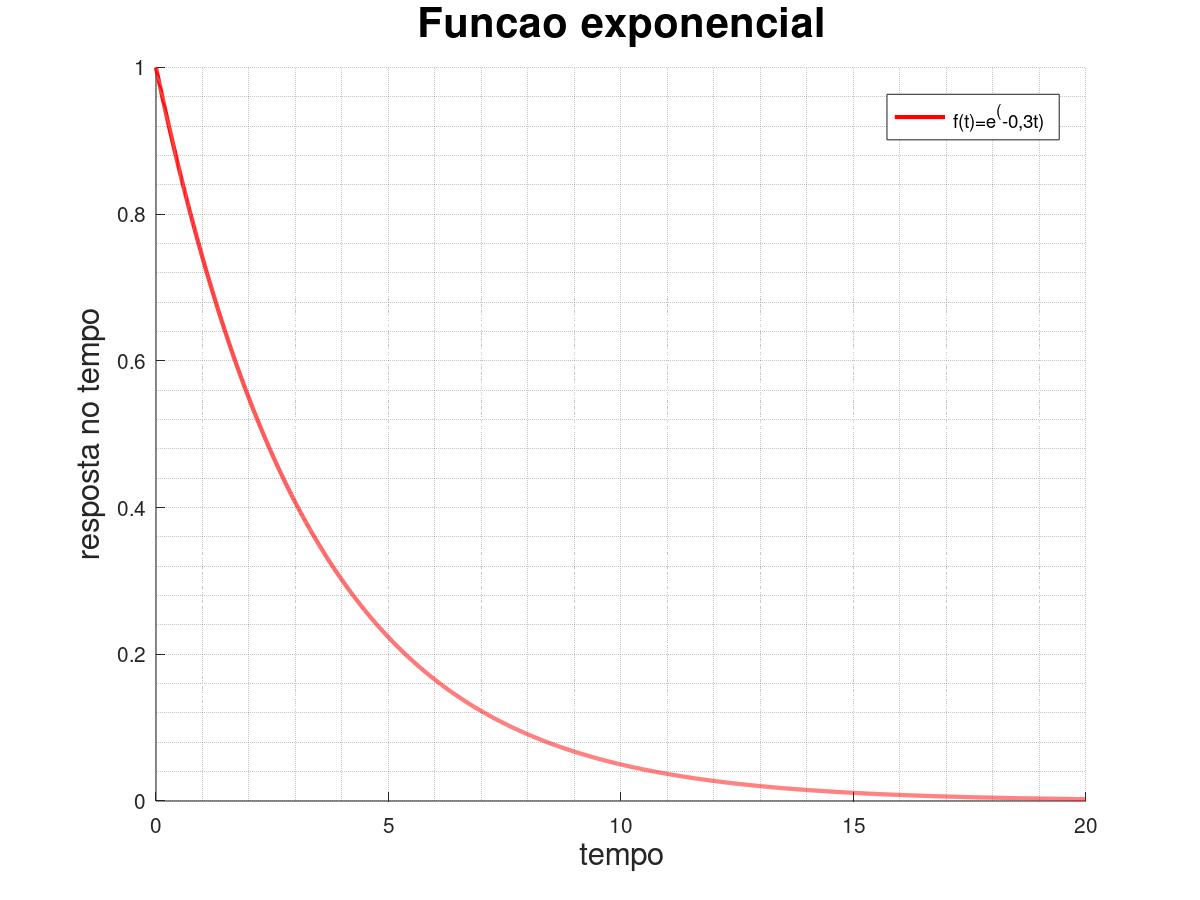 Funcao exponencial
f(t)=e^(-0,3t)
resposta no tempo
1
0.8
0.6
0.4
0.2
0
0 5 10 15 20
tempo